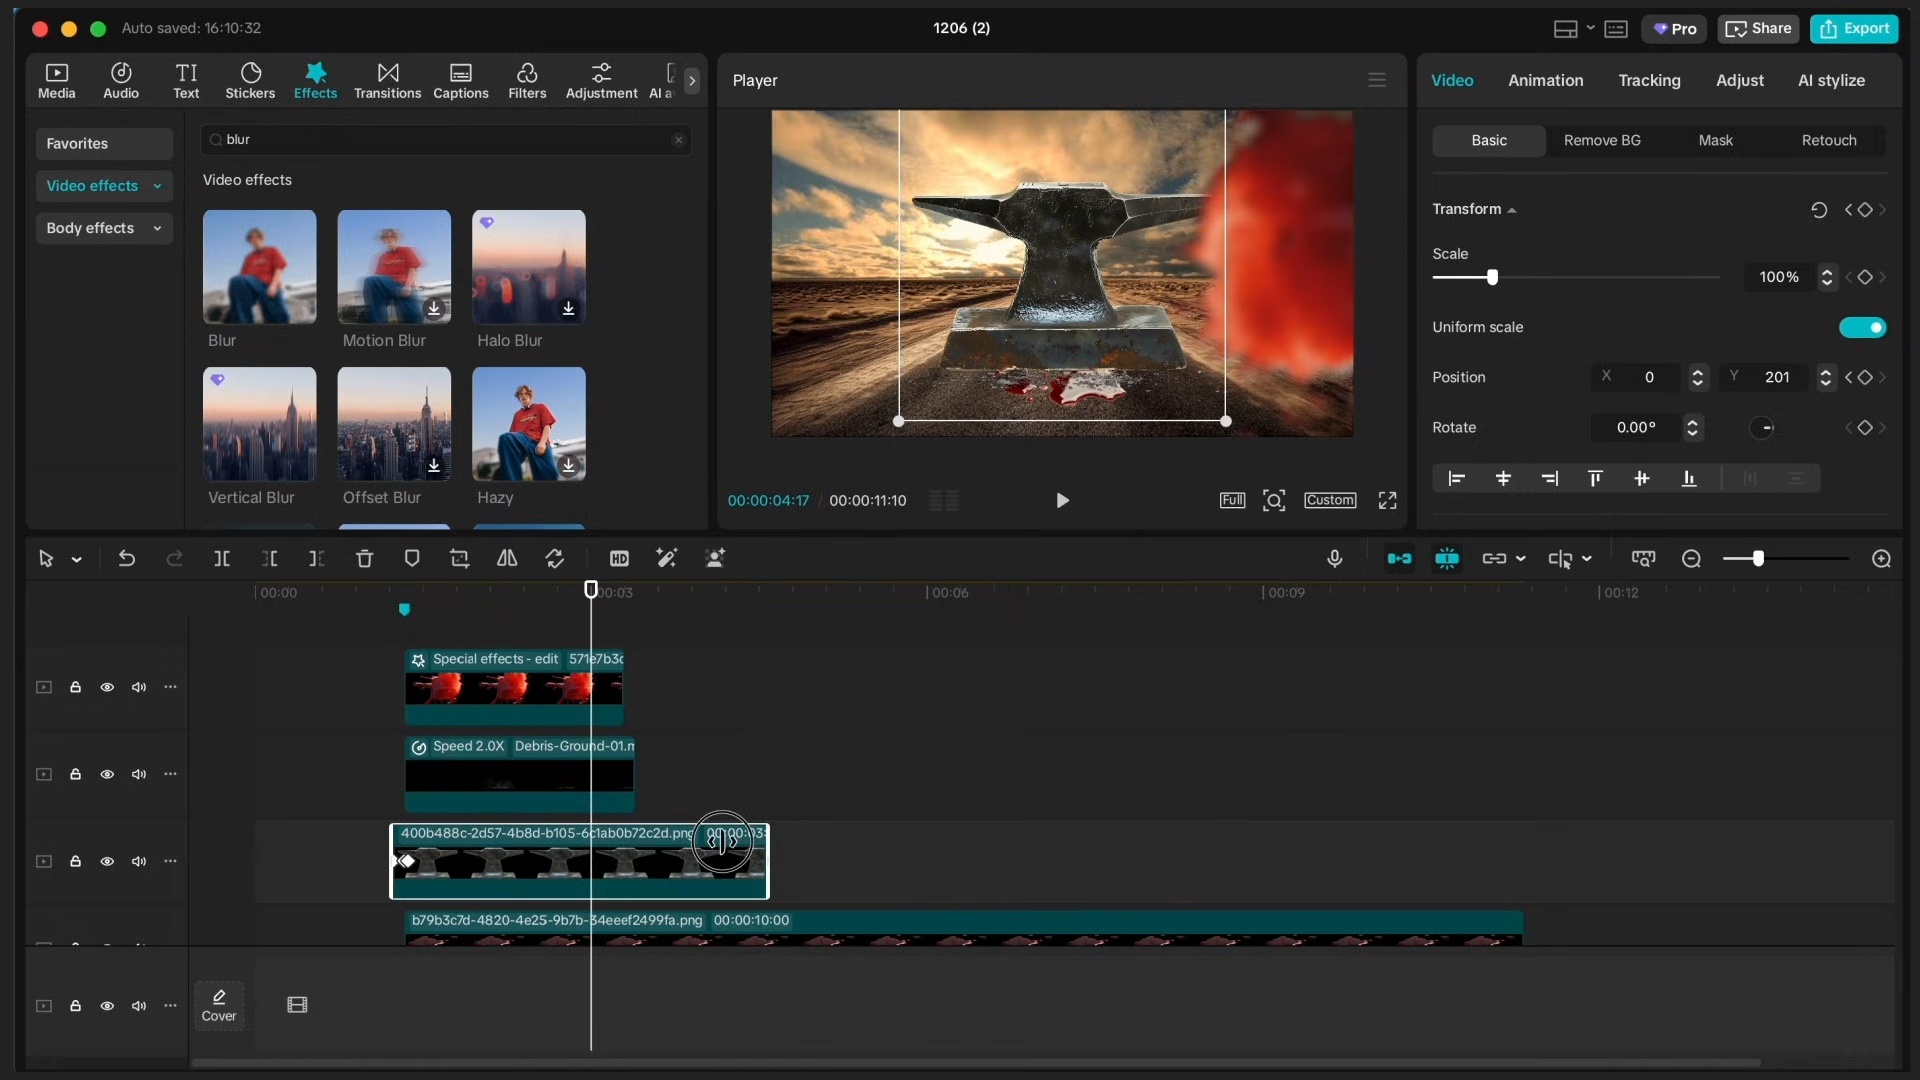 Auto saved: 16:10:32
1206 (2)
Pro
Share
Export
Media
Audio
Text
Stickers
Effects
Transitions
Captions
Filters
Adjustment
AI a
Favorites
Video effects
Body effects
blur
Video effects
Blur
Motion Blur
Halo Blur
Vertical Blur
Offset Blur
Hazy
Player
00:00:04:17 / 00:00:11:10
Full
Custom
Video
Animation
Tracking
Adjust
AI stylize
Basic
Remove BG
Mask
Retouch
Transform
Scale
100%
Uniform scale
Position
X 0
Y 201
Rotate
0.00°
HD
00:00
00:03
00:06
00:09
00:12
Special effects - edit 571e7b3c
Speed 2.0X Debris-Ground-01.m
400b488c-2d57-4b8d-b105-6c1ab0b72c2d.png
b79b3c7d-4820-4e25-9b7b-34eeef2499fa.png 00:00:10:00
Cover